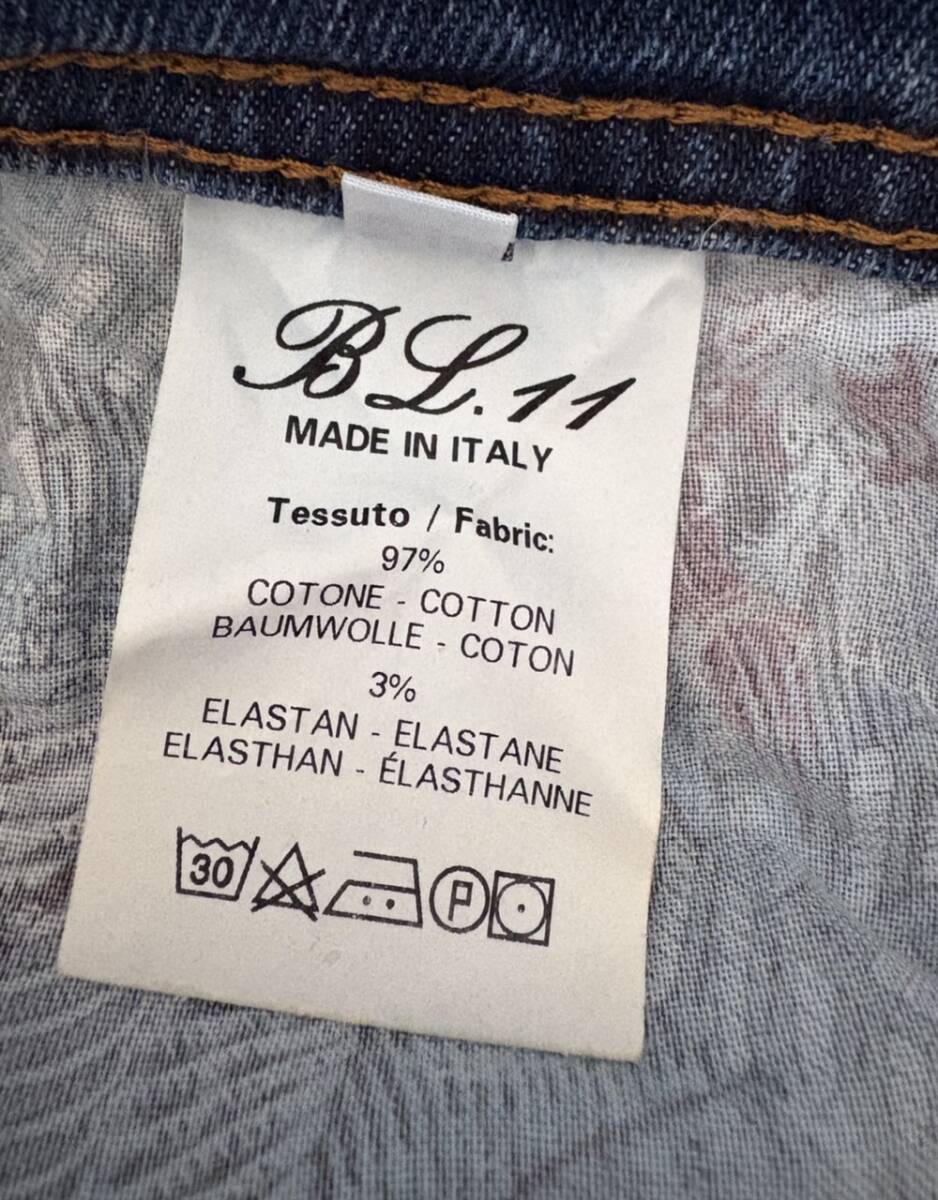 BL.11
MADE IN ITALY
Tessuto / Fabric:
97%
COTONE - COTTON
BAUMWOLLE - COTON
3%
ELASTAN - ELASTANE
ELASTHAN - ÉLASTHANNE
30 P